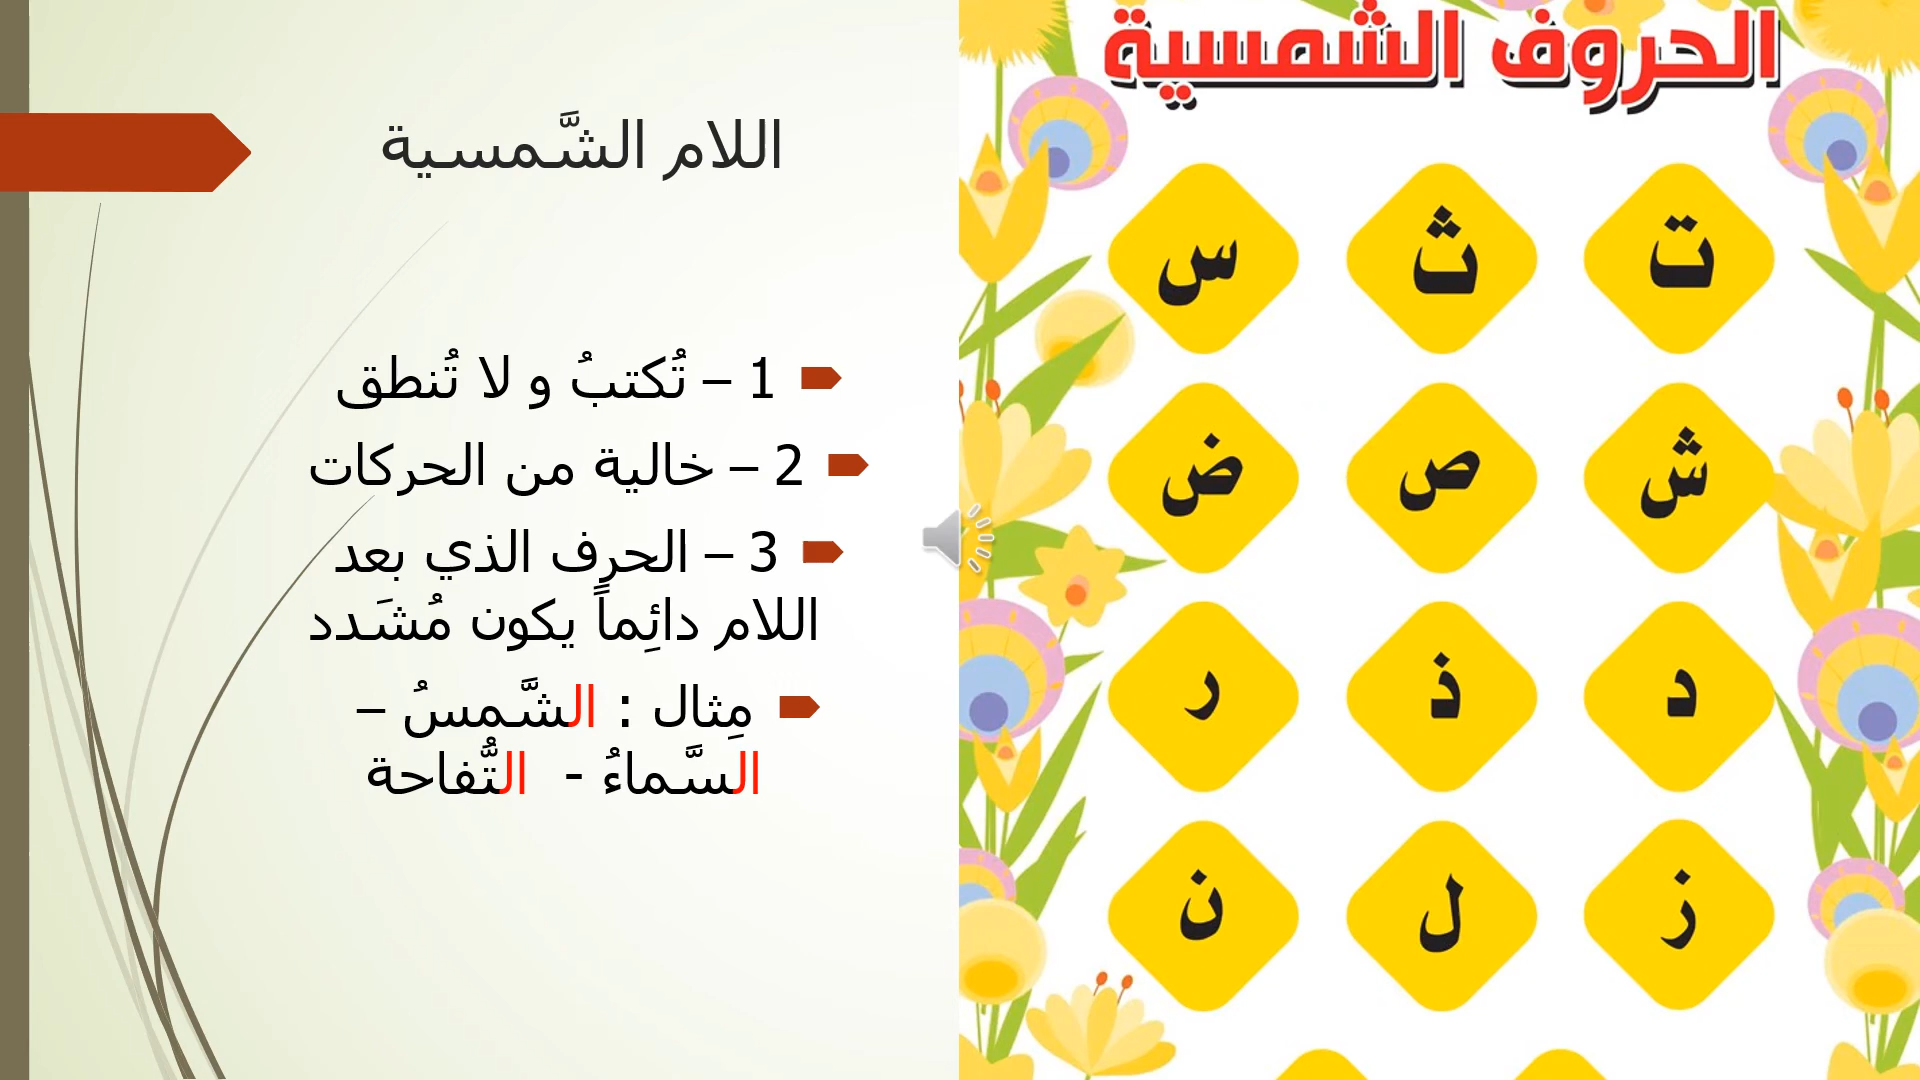 اللام الشَّمسية
1 – تُكتبُ و لا تُنطق
2 – خالية من الحركات
3 – الحرف الذي بعد
اللام دائِماً يكون مُشَدد
مِثال : الشَّمسُ –
السَّماءُ - التُّفاحة
الحروف الشمسية
ت ث س
ش ص ض
د ذ ر
ز ل ن